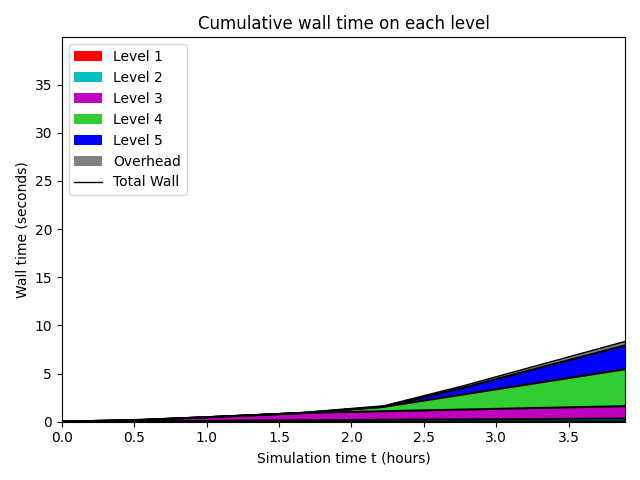 Cumulative wall time on each level
Level 1
Level 2
Level 3
Level 4
Level 5
Overhead
Total Wall
35
30
25
20
15
10
5
0
Wall time (seconds)
0.0 0.5 1.0 1.5 2.0 2.5 3.0 3.5
Simulation time t (hours)